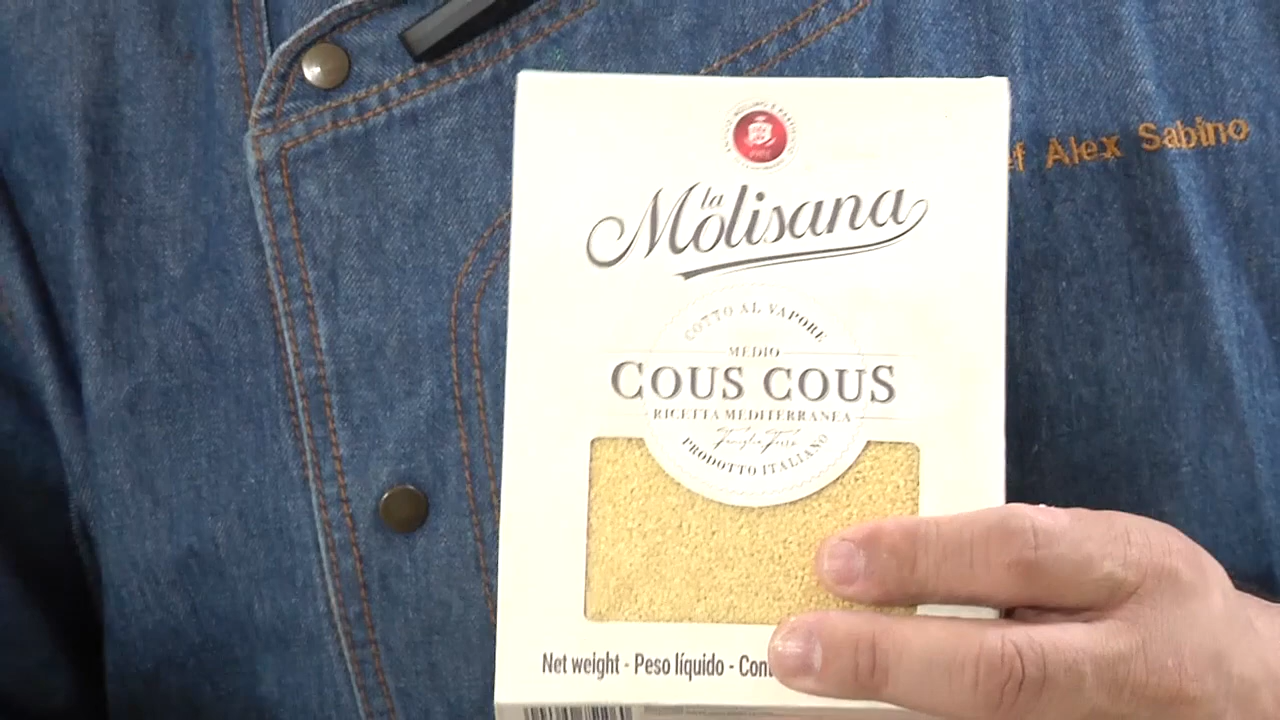 la
Molisana
COTTO AL VAPORE
MEDIO
COUS COUS
RICETTA MEDITERRANEA
PRODOTTO ITALIANO
Net weight - Peso líquido - Con
ef Alex Sabino